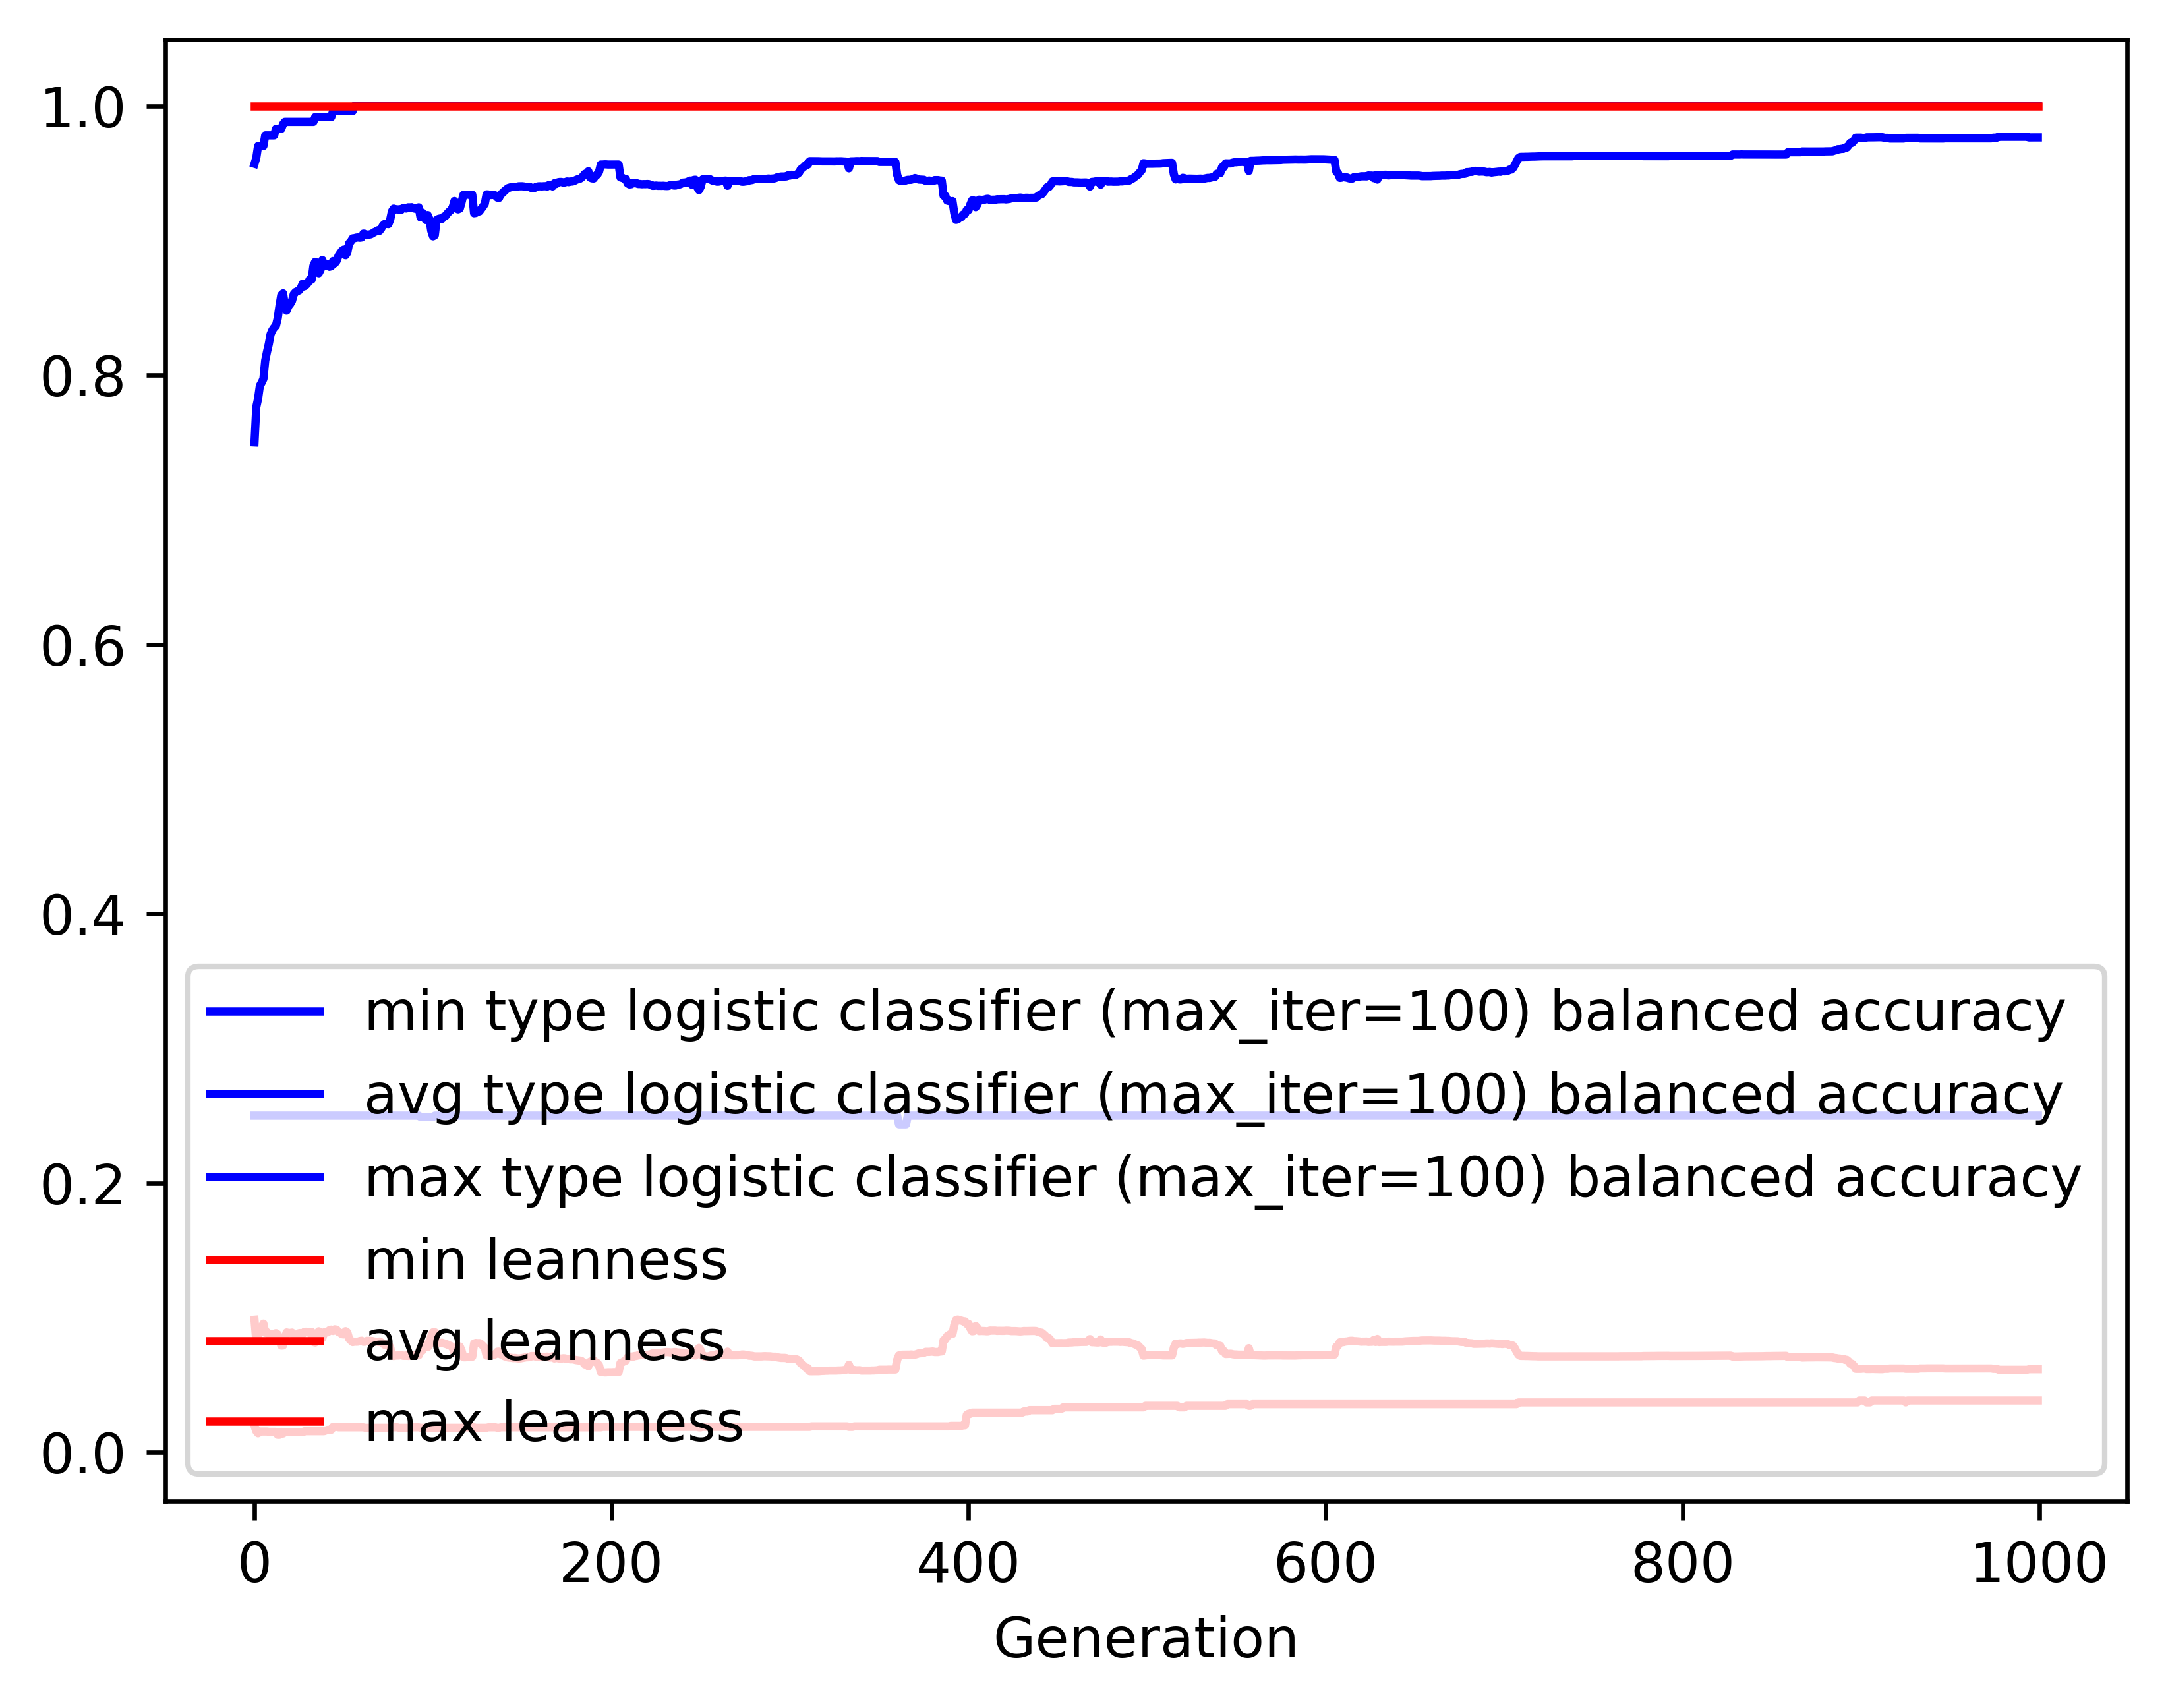 1.0
0.8
0.6
0.4
0.2
0.0
min type logistic classifier (max_iter=100) balanced accuracy
avg type logistic classifier (max_iter=100) balanced accuracy
max type logistic classifier (max_iter=100) balanced accuracy
min leanness
avg leanness
max leanness
0 200 400 600 800 1000
Generation